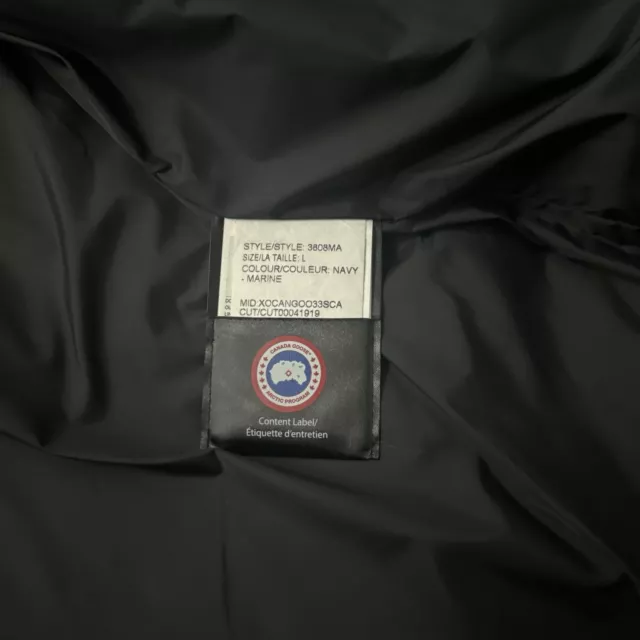 STYLE/STYLE: 3808MA
SIZE/LA TAILLE: L
COLOUR/COULEUR: NAVY
- MARINE
MID:XOCANGOO33SCA
CUT/CUT00041919
CANADA GOOSE
ARCTIC PROGRAM
Content Label/
Étiquette d'entretien